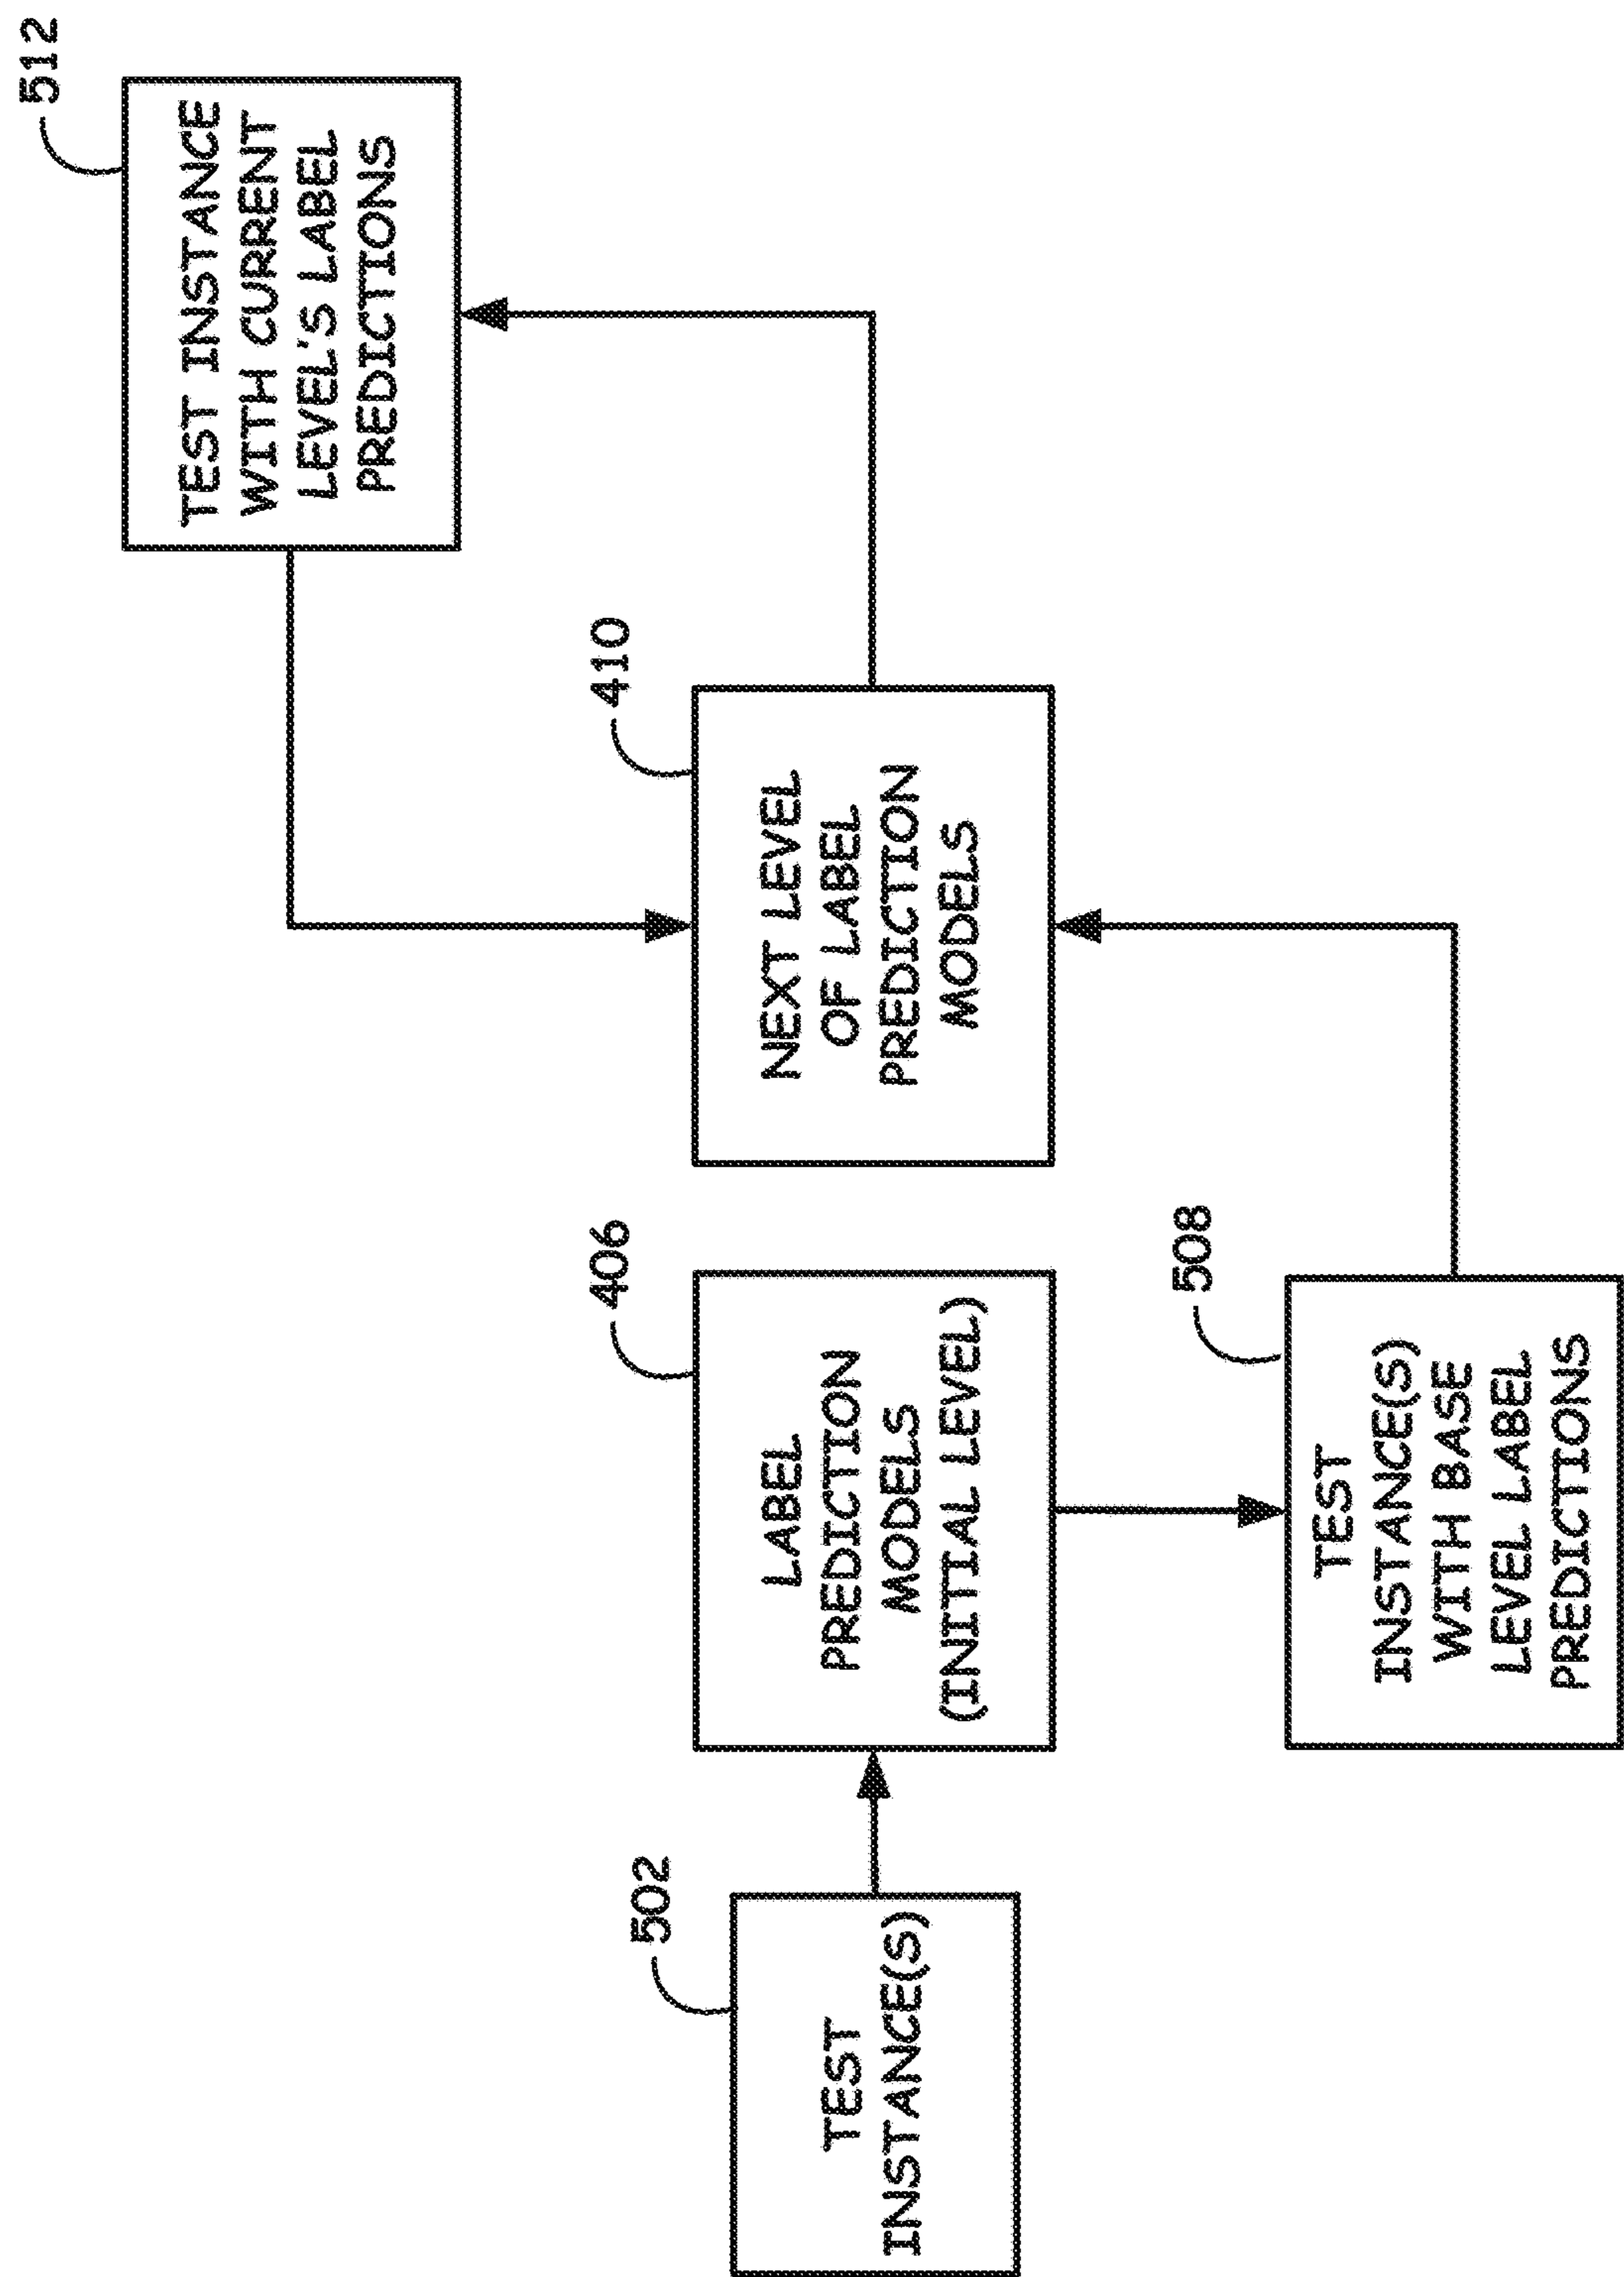 502
TEST
INSTANCE(S)
406
LABEL
PREDICTION
MODELS
(INITIAL LEVEL)
508
TEST
INSTANCE(S)
WITH BASE
LEVEL LABEL
PREDICTIONS
410
NEXT LEVEL
OF LABEL
PREDICTION
MODELS
512
TEST INSTANCE
WITH CURRENT
LEVEL'S LABEL
PREDICTIONS